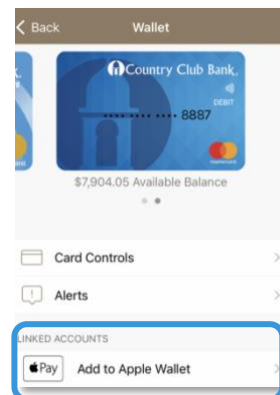 Back
Wallet
Country Club Bank
DEBIT
•••• •••• •••• 8887
mastercard
$7,904.05 Available Balance
Card Controls
Alerts
LINKED ACCOUNTS
Pay
Add to Apple Wallet